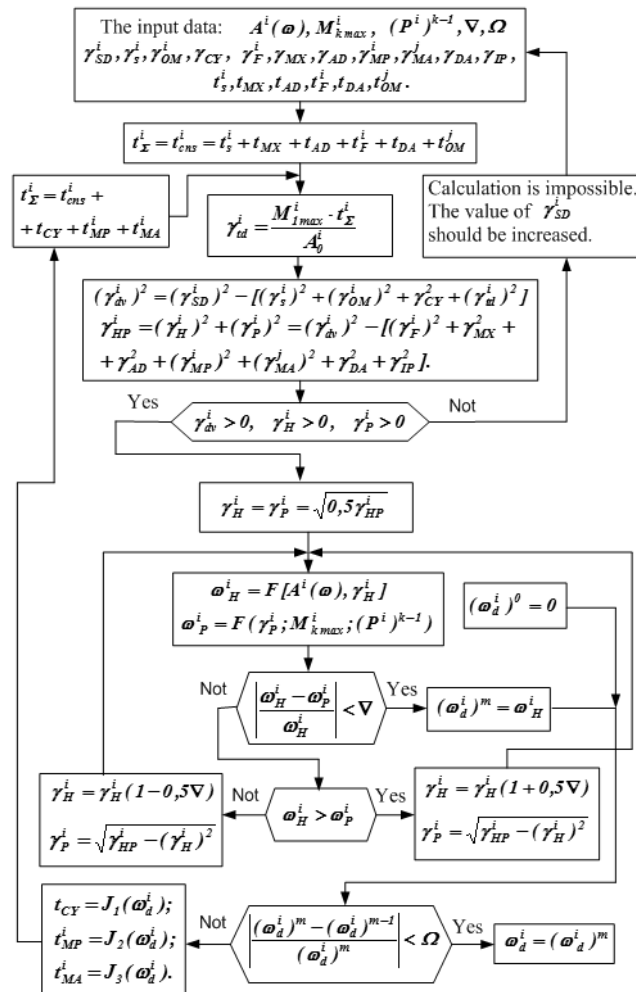 The input data: A^i(ω), M^i_{k max}, (P^i)^{k-1}, ∇, Ω
γ^i_{SD}, γ^i_s, γ^i_{OM}, γ_{CY}, γ^i_F, γ_{MX}, γ_{AD}, γ^i_{MP}, γ^j_{MA}, γ_{DA}, γ_{IP},
t^i_s, t_{MX}, t_{AD}, t^i_F, t_{DA}, t^j_{OM}.
t^i_Σ = t^i_{cns} = t^i_s + t_{MX} + t_{AD} + t^i_F + t_{DA} + t^j_{OM}
t^i_Σ = t^i_{cns} +
+ t_{CY} + t^i_{MP} + t^i_{MA}
γ^i_{td} = \frac{M^i_{1max} · t^i_Σ}{A^i_0}
Calculation is impossible.
The value of γ^i_{SD}
should be increased.
(γ^i_{dv})^2 = (γ^i_{SD})^2 – [(γ^i_s)^2 + (γ^i_{OM})^2 + γ^2_{CY} + (γ^i_{td})^2]
γ^i_{HP} = (γ^i_H)^2 + (γ^i_P)^2 = (γ^i_{dv})^2 – [(γ^i_F)^2 + γ^2_{MX} +
+ γ^2_{AD} + (γ^i_{MP})^2 + (γ^j_{MA})^2 + γ^2_{DA} + γ^2_{IP}].
Yes
Not
γ^i_{dv} > 0, γ^i_H > 0, γ^i_P > 0
γ^i_H = γ^i_P = \sqrt{0,5γ^i_{HP}}
ω^i_H = F[A^i(ω), γ^i_H]
ω^i_P = F(γ^i_P; M^i_{k max}; (P^i)^{k-1})
(ω^i_d)^0 = 0
Not
|\frac{ω^i_H – ω^i_P}{ω^i_H}| < ∇
Yes
(ω^i_d)^m = ω^i_H
γ^i_H = γ^i_H(1–0,5∇)
γ^i_P = \sqrt{γ^i_{HP} – (γ^i_H)^2}
Not
ω^i_H > ω^i_P
Yes
γ^i_H = γ^i_H(1+0,5∇)
γ^i_P = \sqrt{γ^i_{HP} – (γ^i_H)^2}
t_{CY} = J_1(ω^i_d);
t^i_{MP} = J_2(ω^i_d);
t^i_{MA} = J_3(ω^i_d).
Not
|\frac{(ω^i_d)^m – (ω^i_d)^{m-1}}{(ω^i_d)^m}| < Ω
Yes
ω^i_d = (ω^i_d)^m